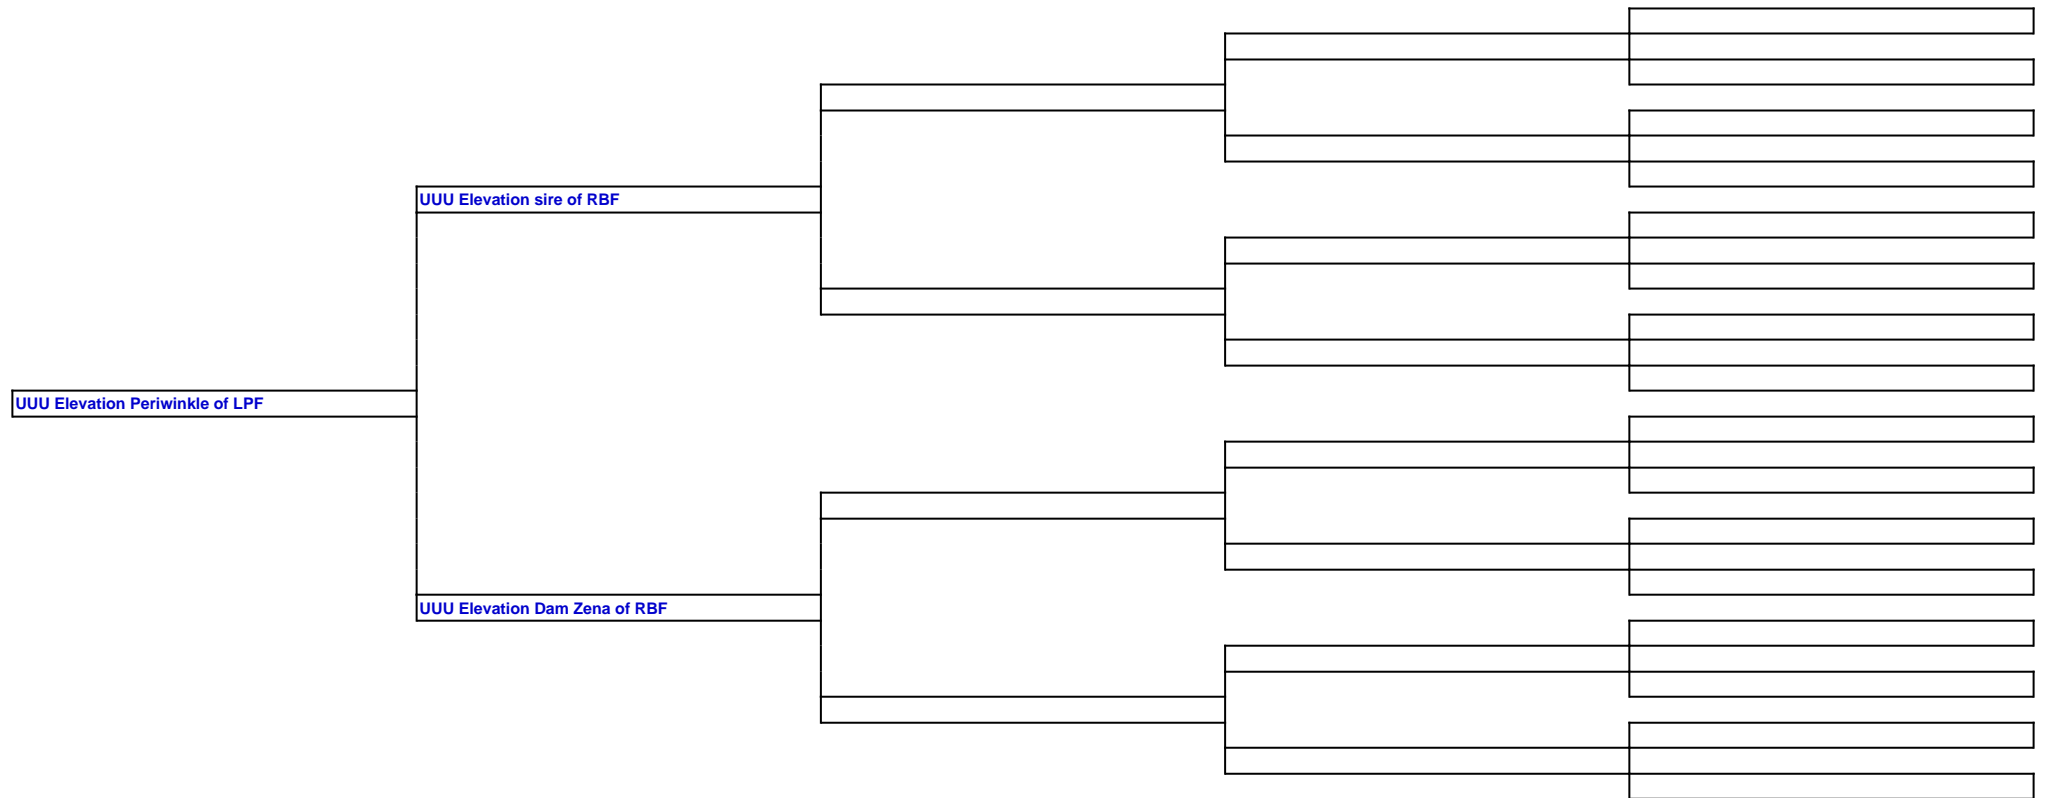 UUU Elevation sire of RBF
UUU Elevation Periwinkle of LPF
UUU Elevation Dam Zena of RBF